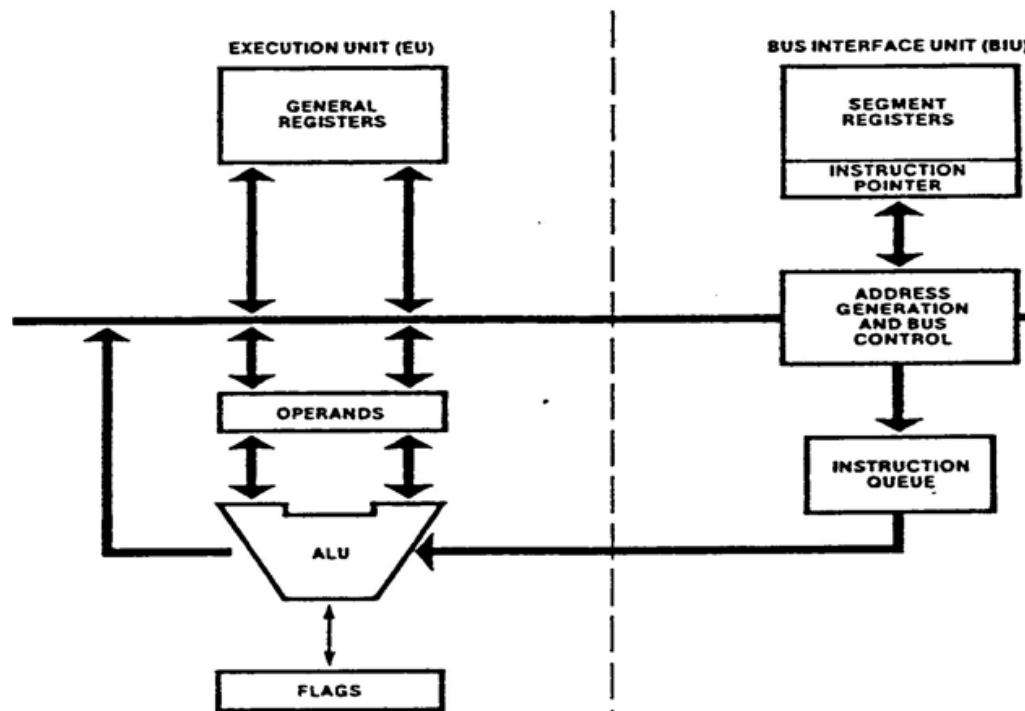 EXECUTION UNIT (EU)
GENERAL
REGISTERS
OPERANDS
ALU
FLAGS
BUS INTERFACE UNIT (BIU)
SEGMENT
REGISTERS
INSTRUCTION
POINTER
ADDRESS
GENERATION
AND BUS
CONTROL
INSTRUCTION
QUEUE